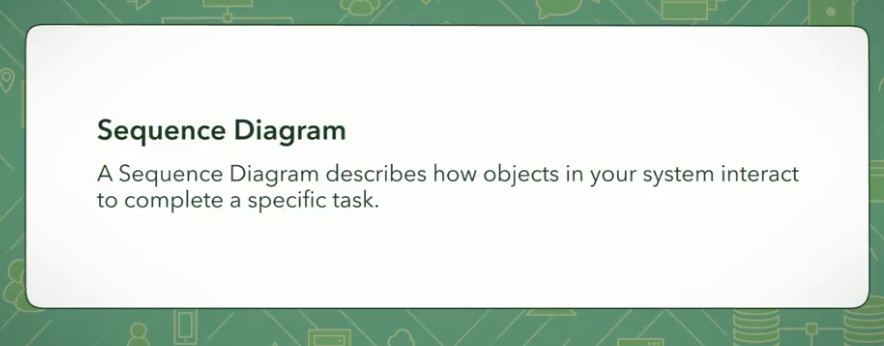 Sequence Diagram
A Sequence Diagram describes how objects in your system interact
to complete a specific task.